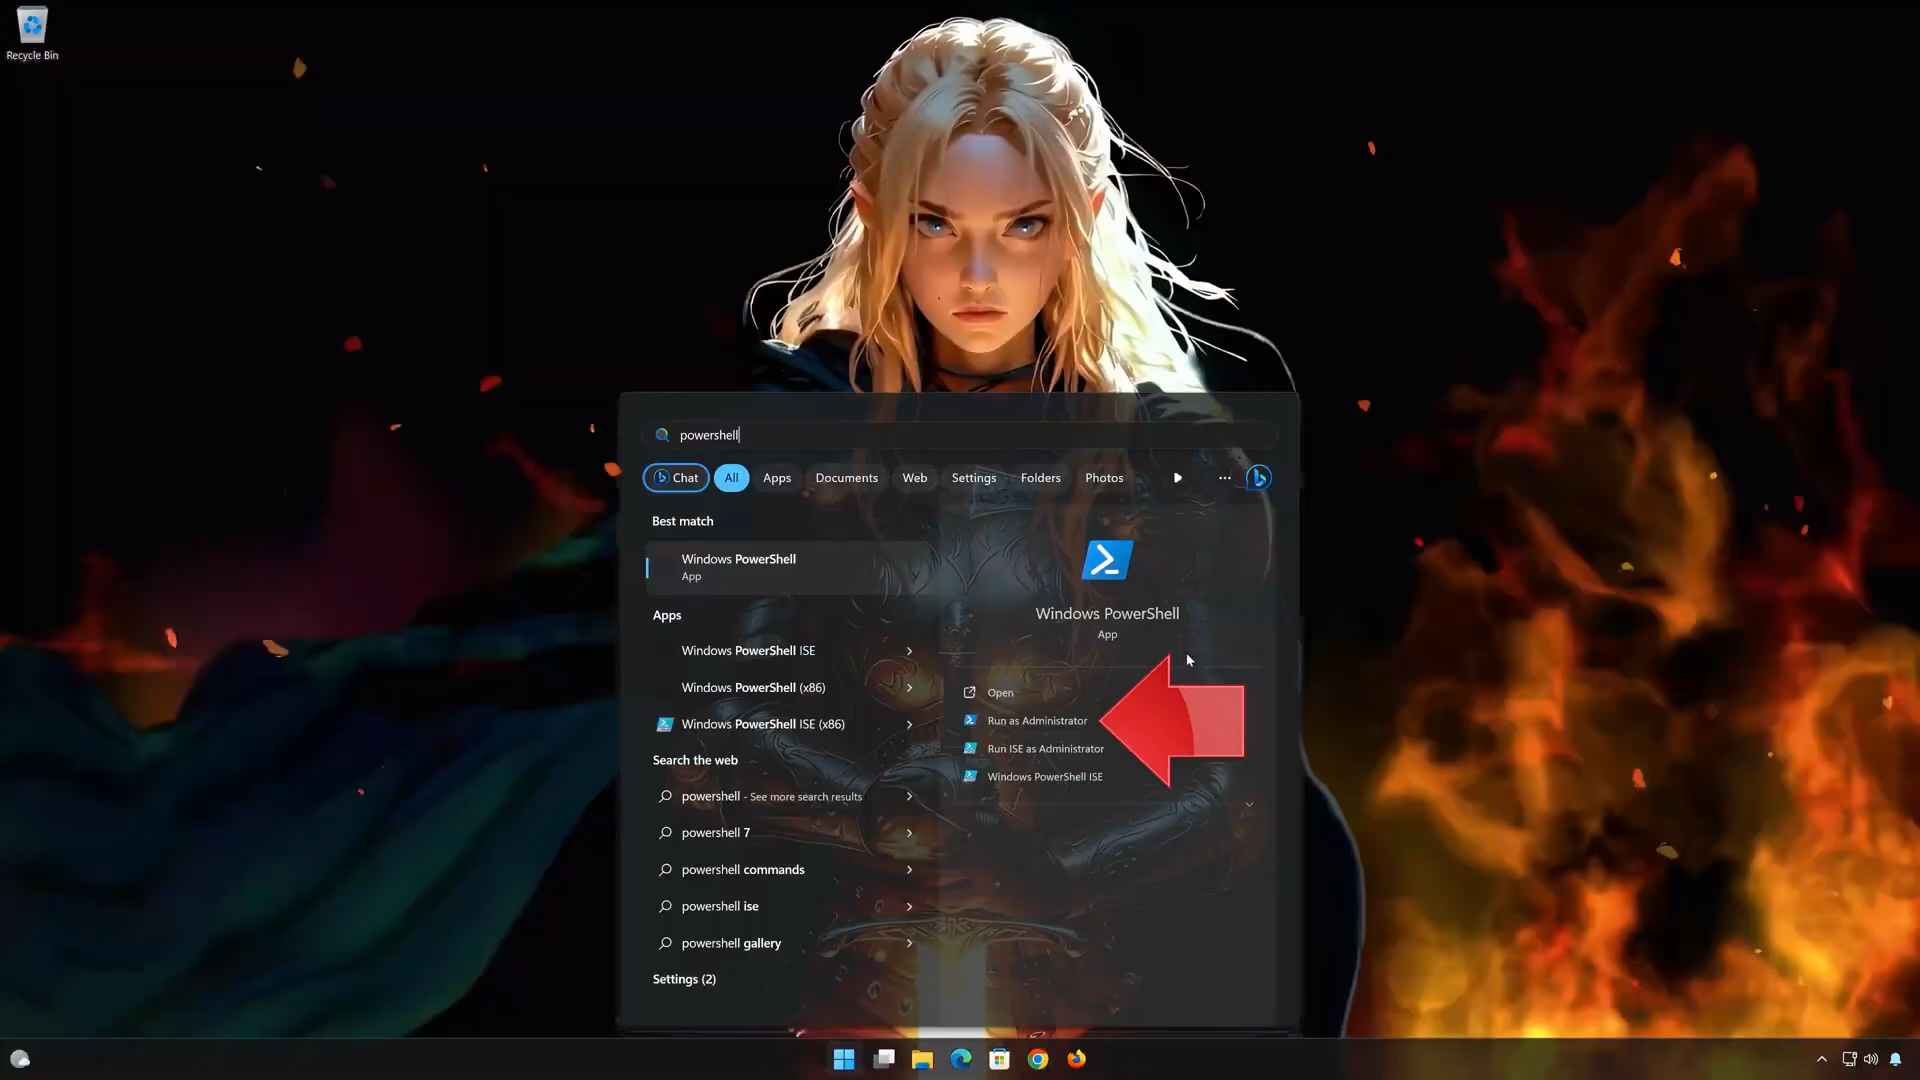 Recycle Bin
powershell
Chat
All
Apps
Documents
Web
Settings
Folders
Photos
Best match
Windows PowerShell
App
Apps
Windows PowerShell ISE
Windows PowerShell (x86)
Windows PowerShell ISE (x86)
Search the web
powershell - See more search results
powershell 7
powershell commands
powershell ise
powershell gallery
Settings (2)
Windows PowerShell
App
Open
Run as Administrator
Run ISE as Administrator
Windows PowerShell ISE